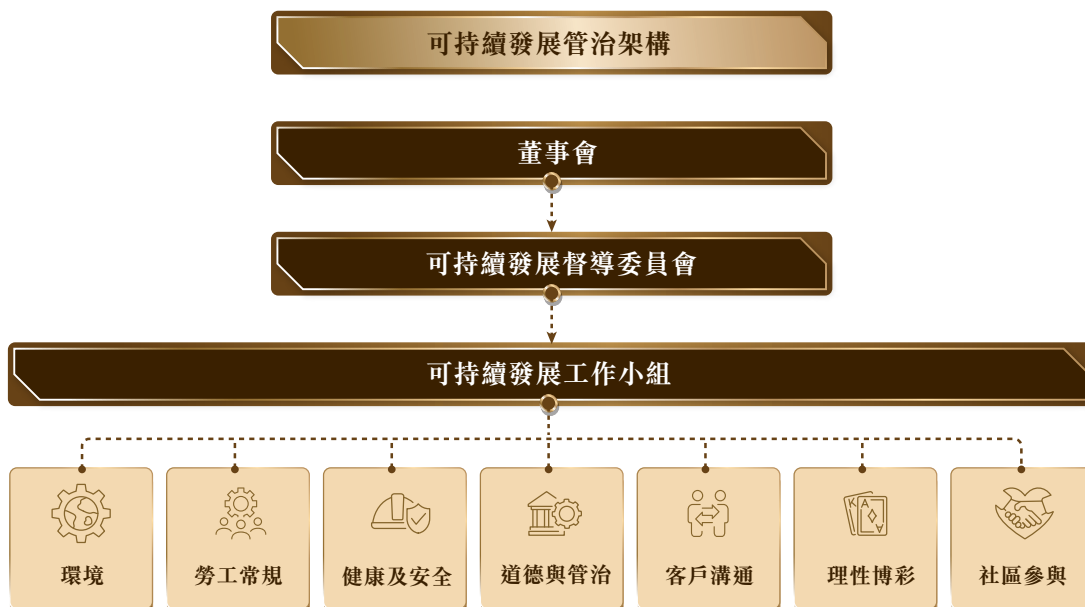 可持續發展管治架構
董事會
可持續發展督導委員會
可持續發展工作小組
環境
勞工常規
健康及安全
道德與管治
客戶溝通
K A
A
理性博彩
社區參與